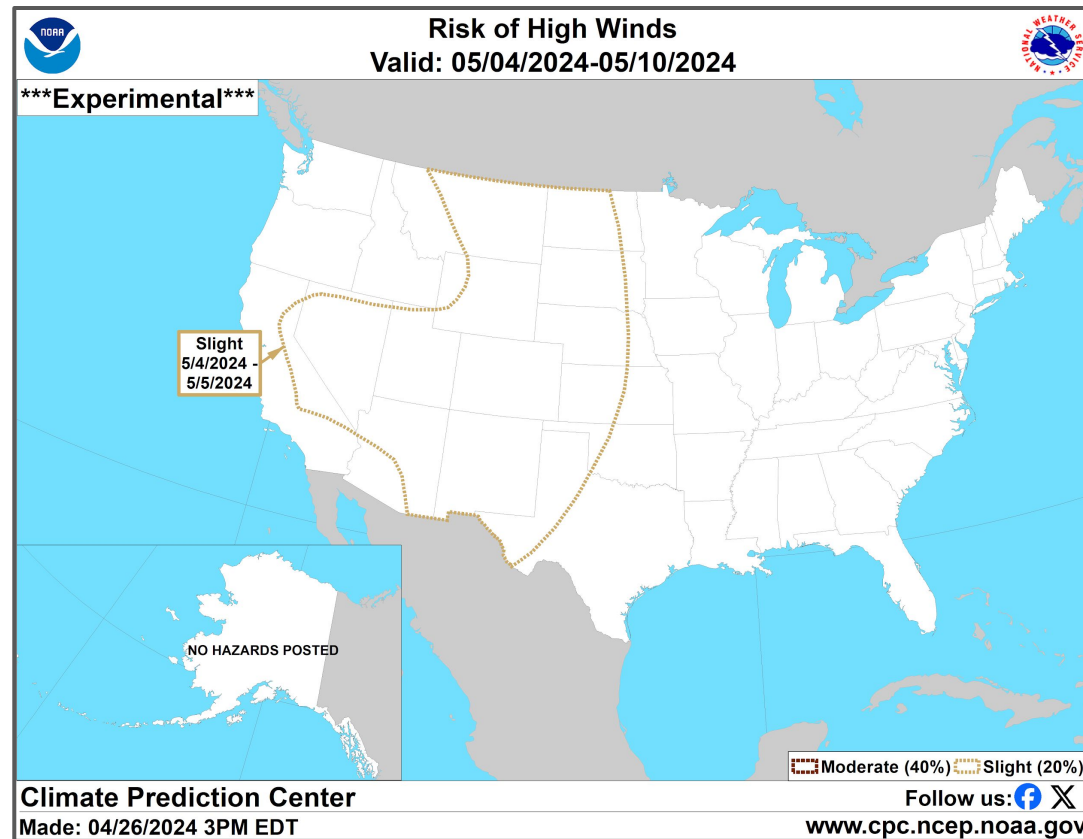 NOAA
Risk of High Winds
Valid: 05/04/2024-05/10/2024
NATIONAL WEATHER SERVICE
***Experimental***
Slight
5/4/2024 -
5/5/2024
NO HAZARDS POSTED
Moderate (40%) Slight (20%)
Climate Prediction Center
Follow us:
Made: 04/26/2024 3PM EDT
www.cpc.ncep.noaa.gov